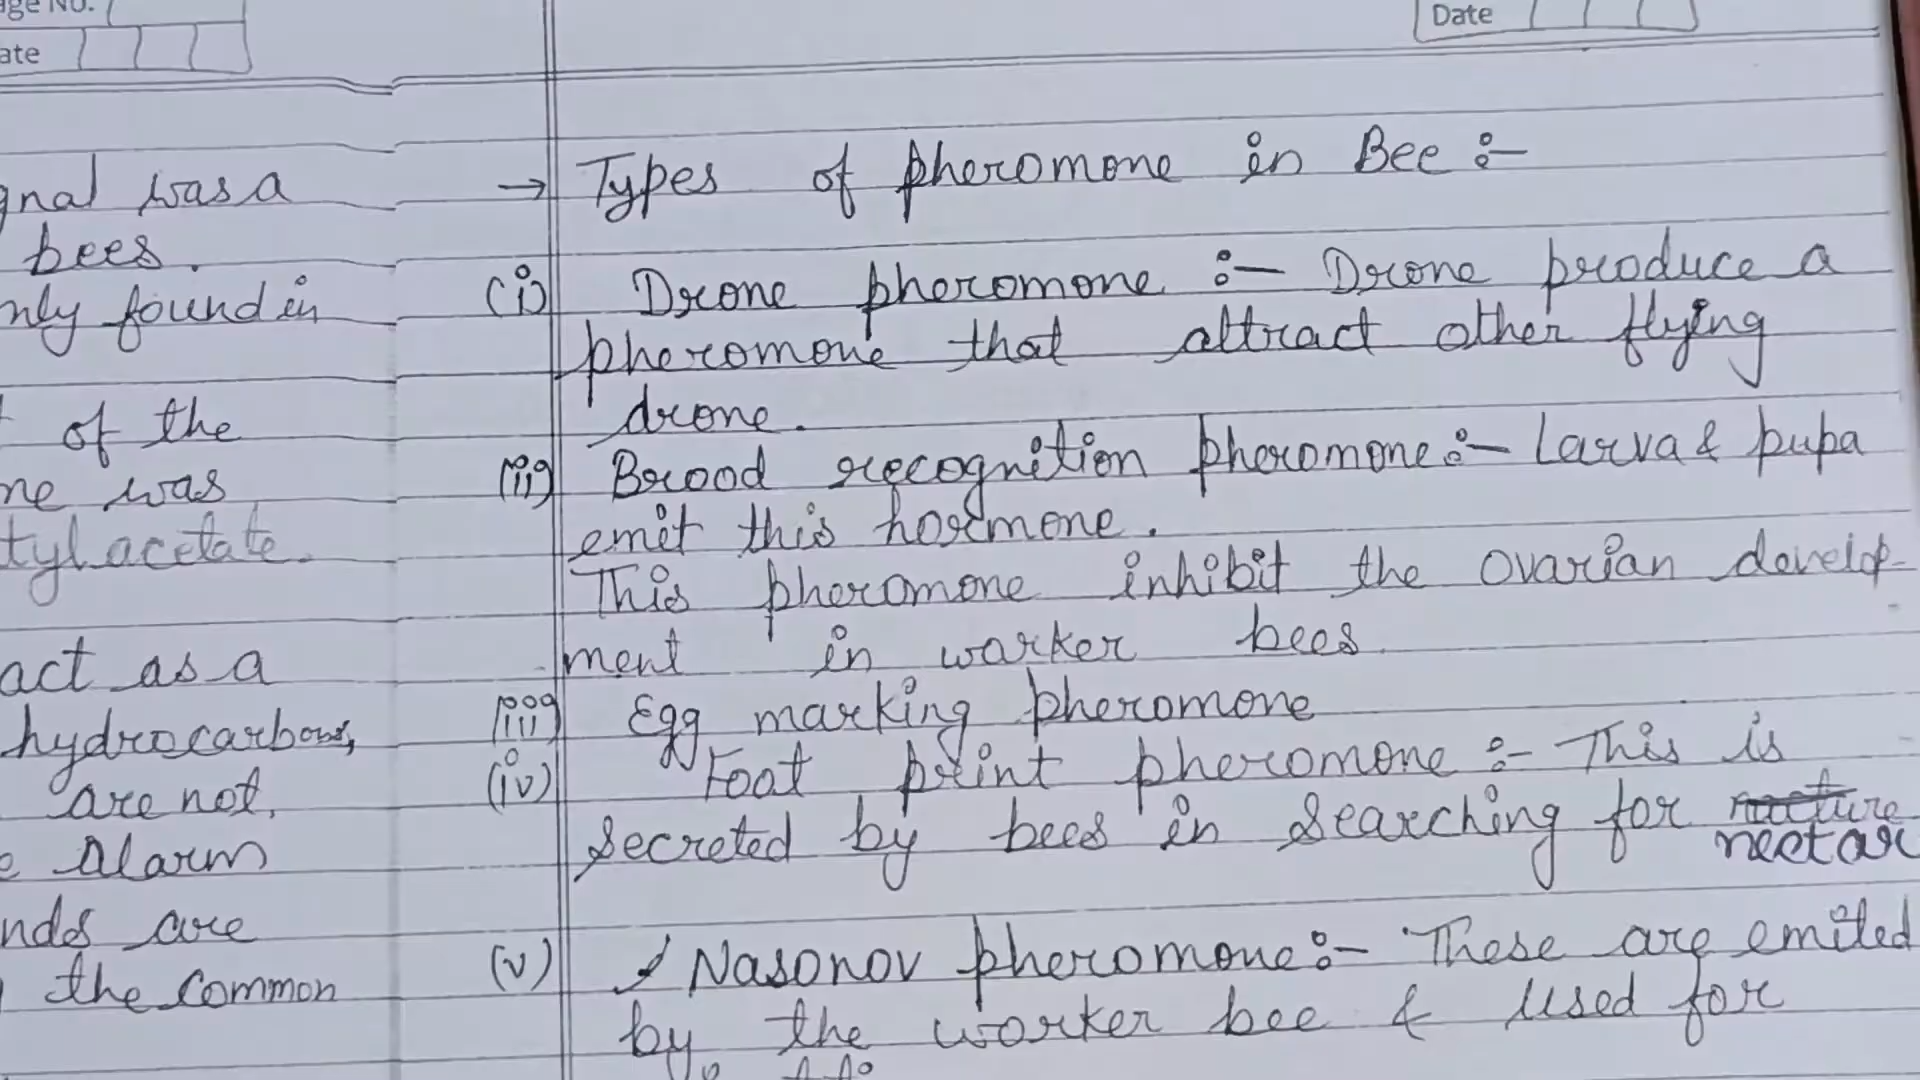 Date
ate
gnal was a
bees.
nly found in
of the
ne was
tyl acetate.
act as a
hydrocarbons,
are not,
Alarm
nds are
the common
Date
→ Types of pheromone in Bee :-
(i) Drone pheromone :- Drone produce a
pheromone that attract other flying
drone.
(ii) Brood recognition pheromone :- Larva & pupa
emit this hormone.
This pheromone inhibit the ovarian develop-
ment in warker bees.
(iii) Egg marking pheromone
(iv) Foot print pheromone :- This is
secreted by bees in searching for
nectar
(v) Nasonov pheromone :- These are emited
by the worker bee & used for